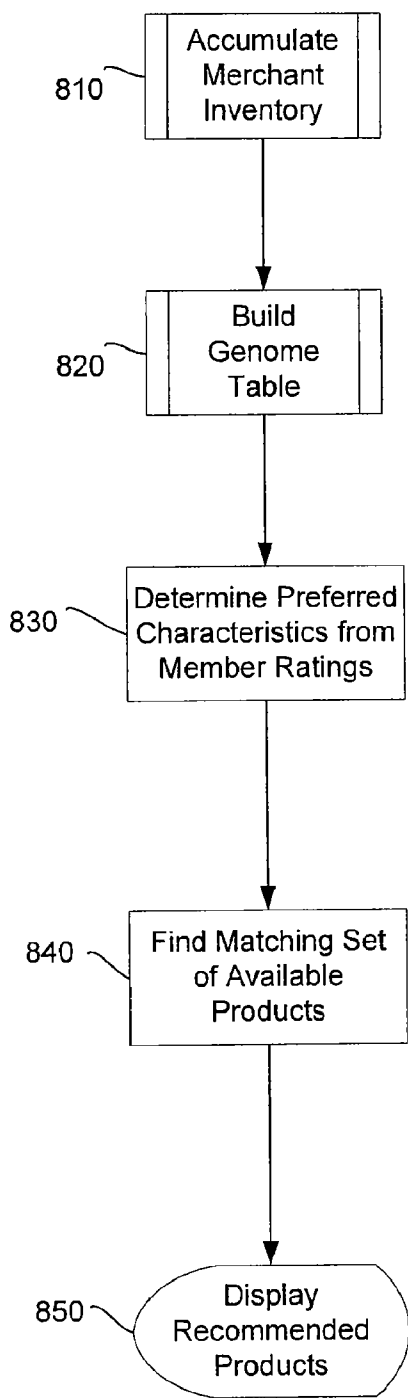 Accumulate
Merchant
Inventory
810
Build
Genome
Table
820
Determine Preferred
Characteristics from
Member Ratings
830
Find Matching Set
of Available
Products
840
Display
Recommended
Products
850